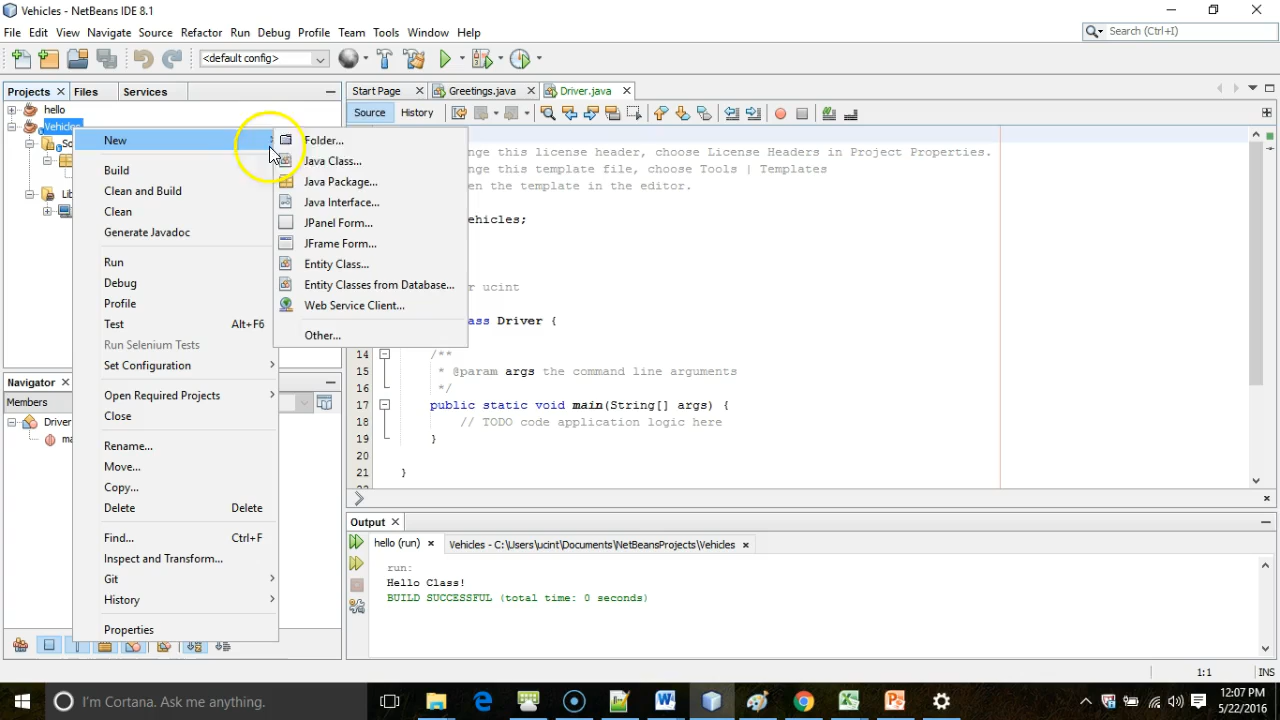 Vehicles - NetBeans IDE 8.1
File Edit View Navigate Source Refactor Run Debug Profile Team Tools Window Help
Search (Ctrl+I)
<default config>
Projects Files Services
Start Page Greetings.java Driver.java
Source History
hello
Vehicles
New
Build
Clean and Build
Clean
Generate Javadoc
Run
Debug
Profile
Test Alt+F6
Run Selenium Tests
Set Configuration
Open Required Projects
Close
Rename...
Move...
Copy...
Delete Delete
Find... Ctrl+F
Inspect and Transform...
Git
History
Properties
Folder...
Java Class...
Java Package...
Java Interface...
JPanel Form...
JFrame Form...
Entity Class...
Entity Classes from Database...
Web Service Client...
Other...
Navigator
Members
Driver
nge this license header, choose License Headers in Project Properties.
nge this template file, choose Tools | Templates
en the template in the editor.
ehicles;
r ucint
ass Driver {
14 /**
15 * @param args the command line arguments
16 */
17 public static void main(String[] args) {
18 // TODO code application logic here
19 }
20
21 }
Output
hello (run) Vehicles - C:\Users\ucint\Documents\NetBeansProjects\Vehicles
run:
Hello Class!
BUILD SUCCESSFUL (total time: 0 seconds)
1:1 INS
I'm Cortana. Ask me anything.
12:07 PM
5/22/2016